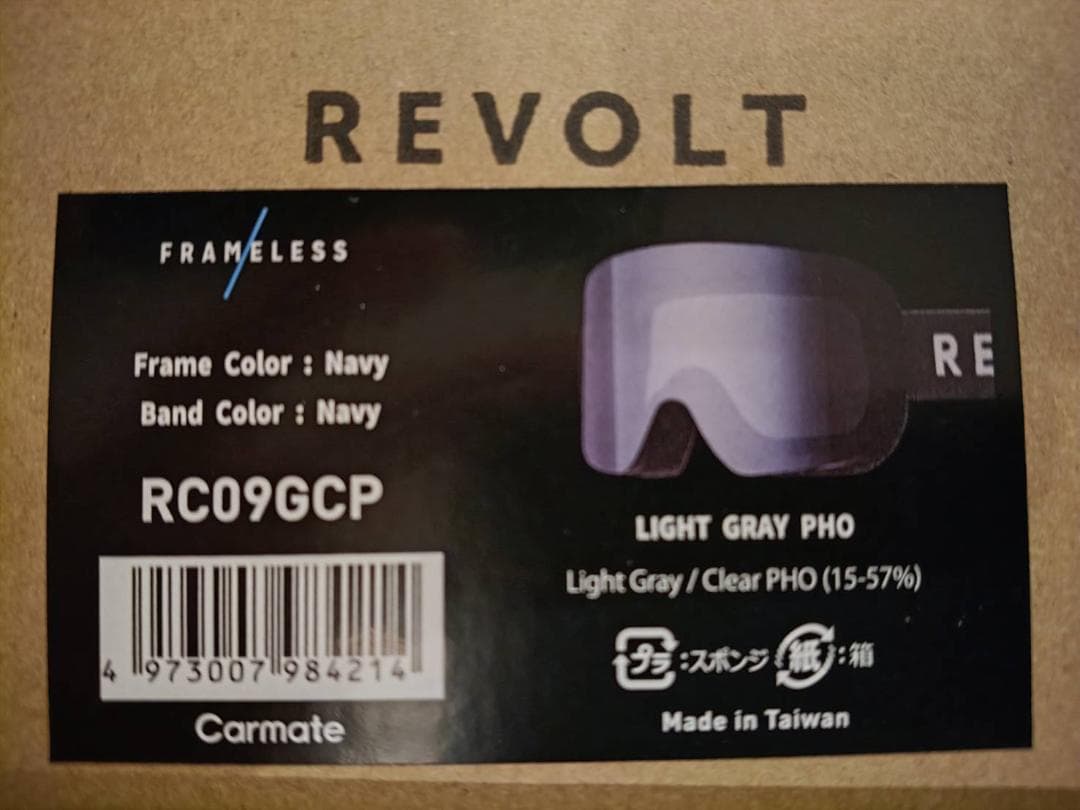 REVOLT
FRAMELESS
Frame Color : Navy
Band Color : Navy
RC09GCP
4 973007 984214
Carmate
RE
LIGHT GRAY PHO
Light Gray / Clear PHO (15-57%)
プラ:スポンジ 紙:箱
Made in Taiwan